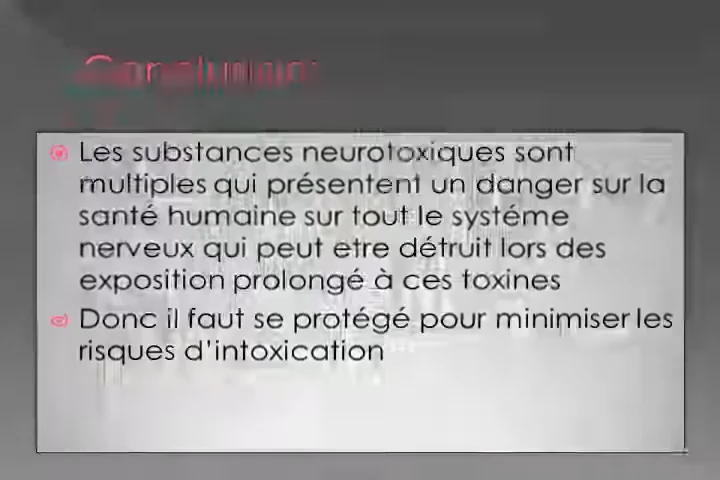 Conclusion:
Les substances neurotoxiques sont
multiples qui présentent un danger sur la
santé humaine sur tout le systéme
nerveux qui peut etre détruit lors des
exposition prolongé à ces toxines
Donc il faut se protégé pour minimiser les
risques d'intoxication